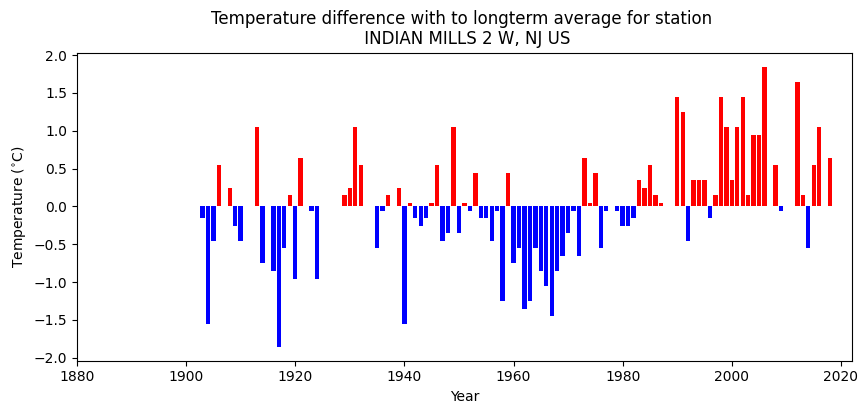 Temperature difference with to longterm average for station
INDIAN MILLS 2 W, NJ US
Temperature (°C)
2.0
1.5
1.0
0.5
0.0
−0.5
−1.0
−1.5
−2.0
1880 1900 1920 1940 1960 1980 2000 2020
Year